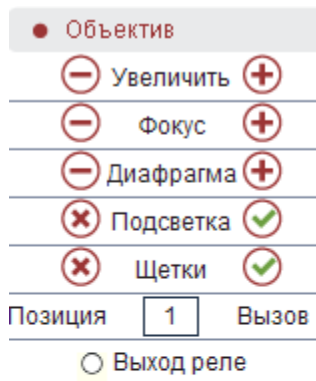 Объектив
Увеличить
Фокус
Диафрагма
Подсветка
Щетки
Позиция 1 Вызов
Выход реле